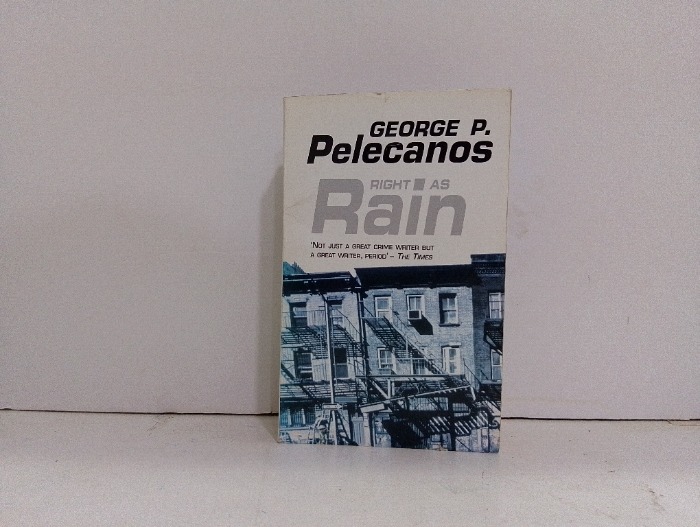 GEORGE P.
Pelecanos
RIGHT AS
Rain
'NOT JUST A GREAT CRIME WRITER BUT
A GREAT WRITER, PERIOD' – THE TIMES